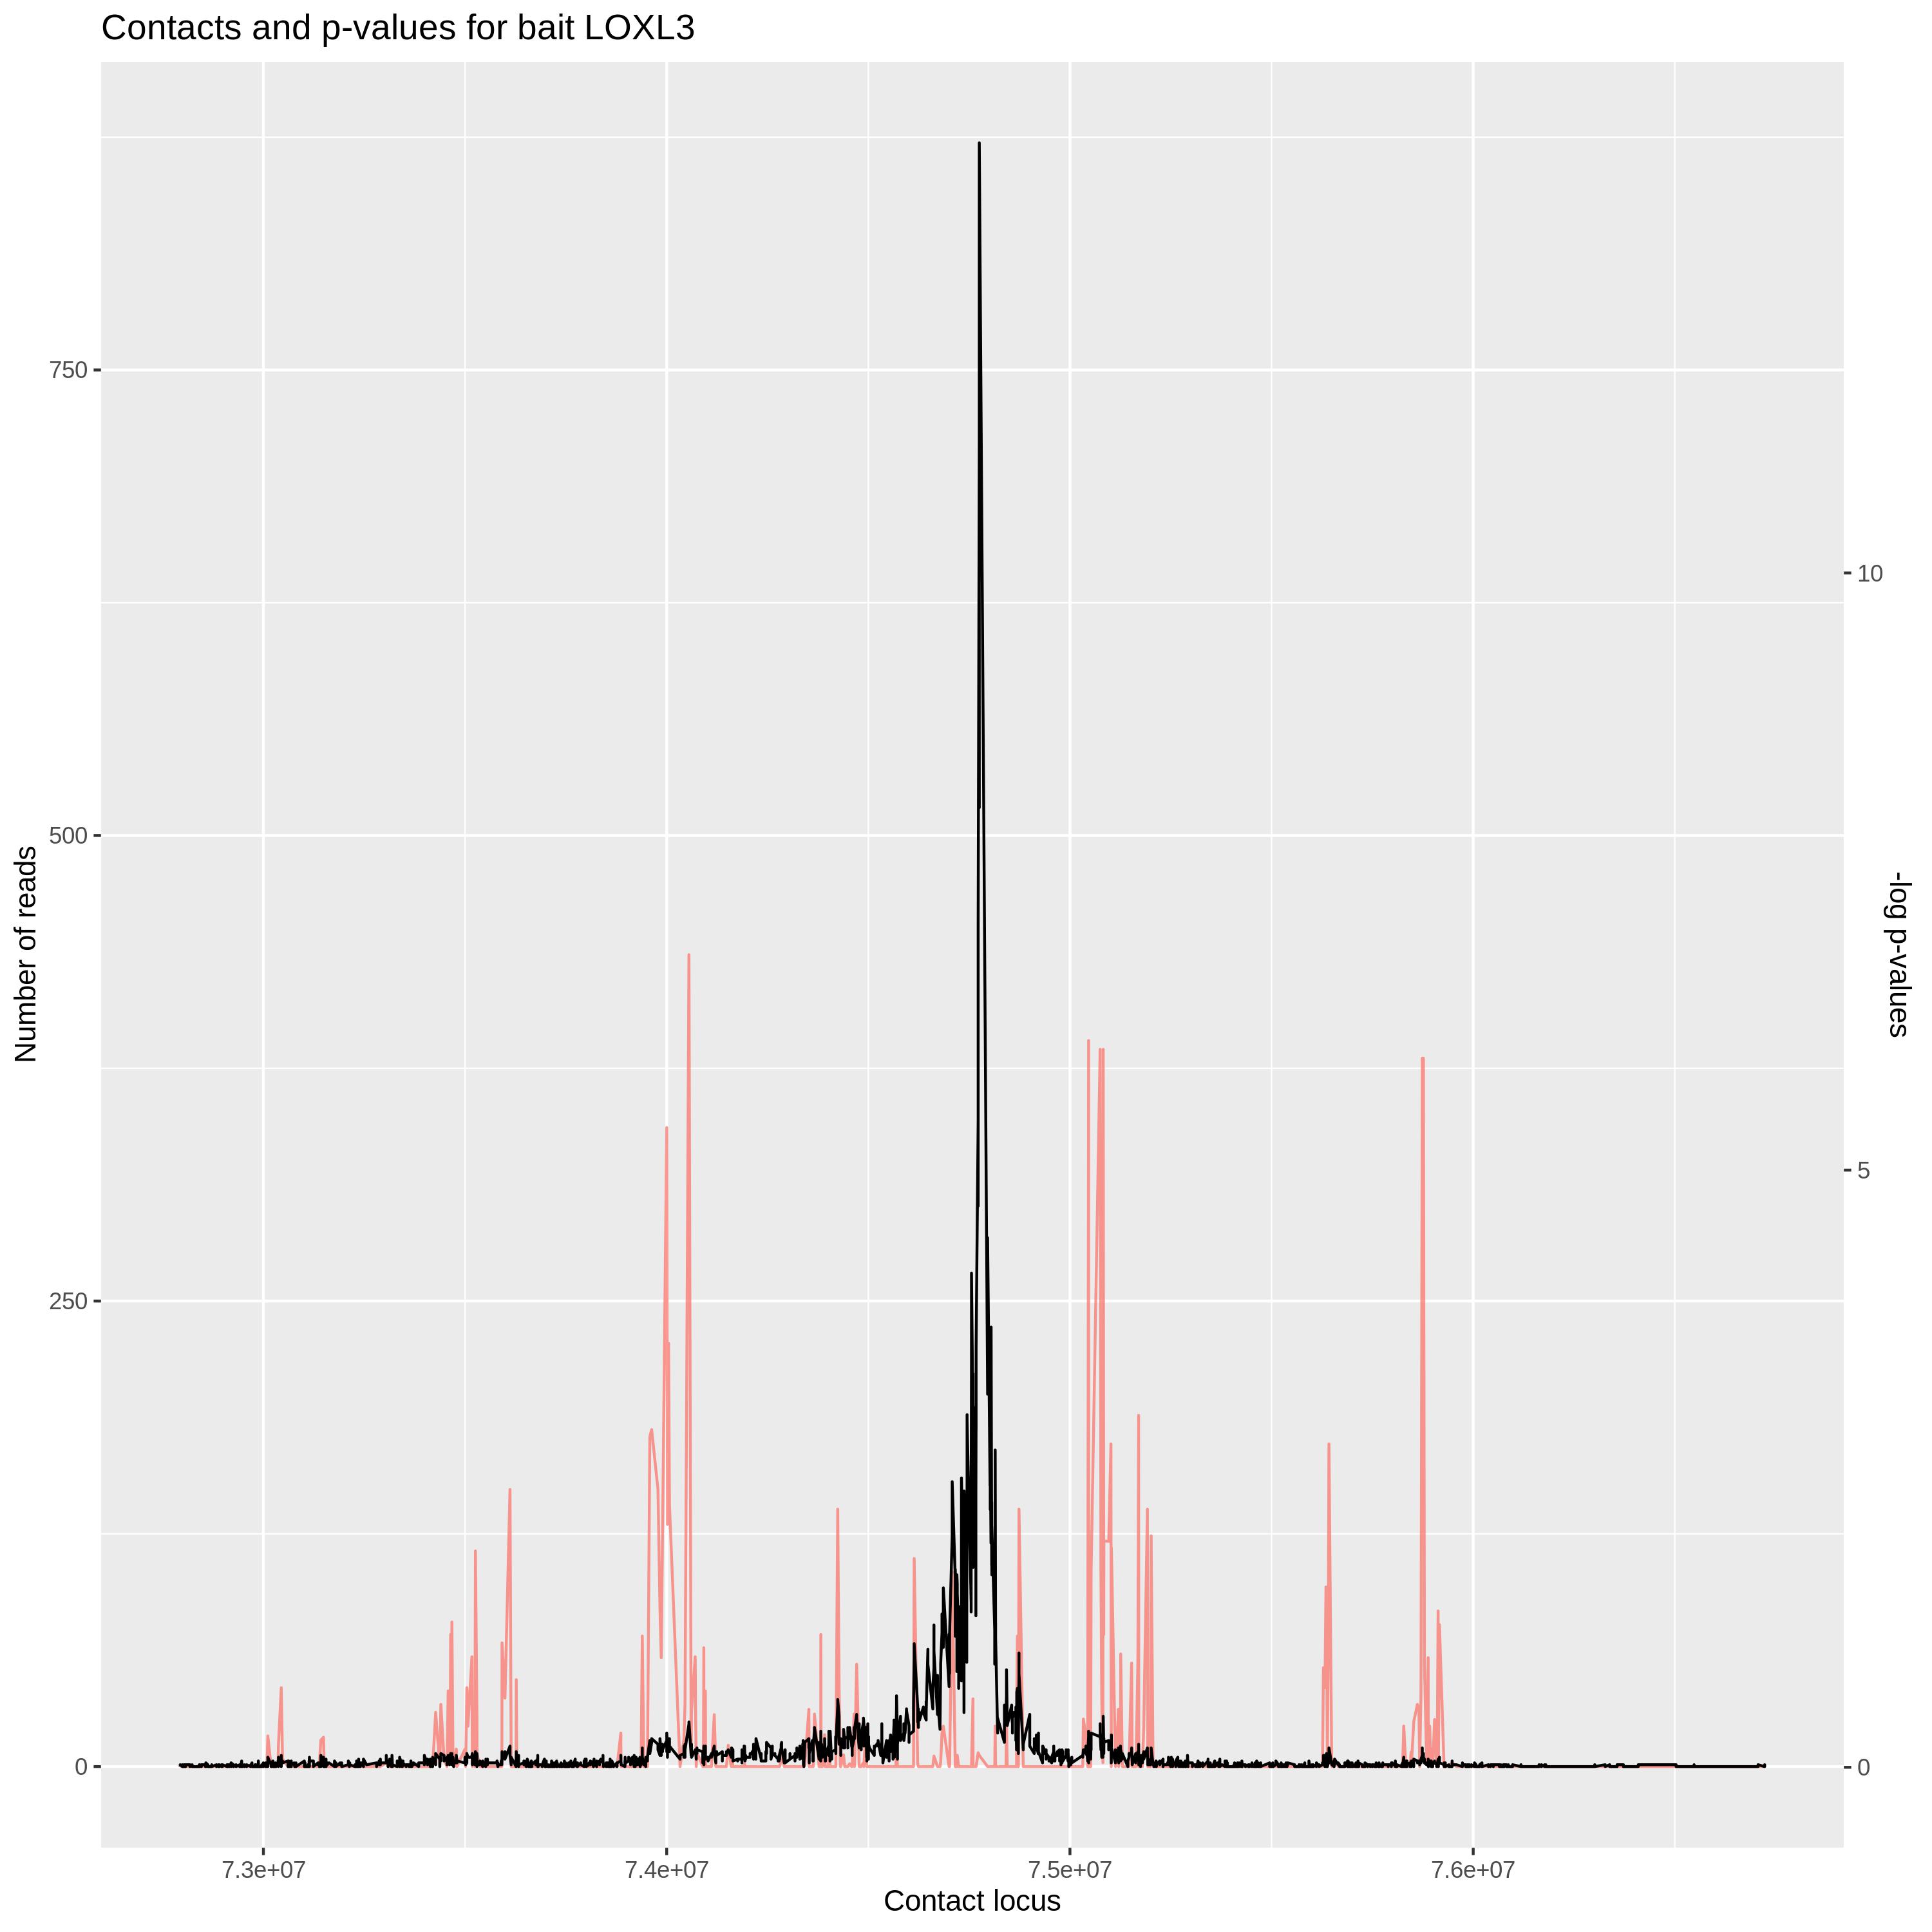 Contacts and p-values for bait LOXL3
Number of reads
750
500
250
0
10
5
0
-log p-values
7.3e+07 7.4e+07 7.5e+07 7.6e+07
Contact locus